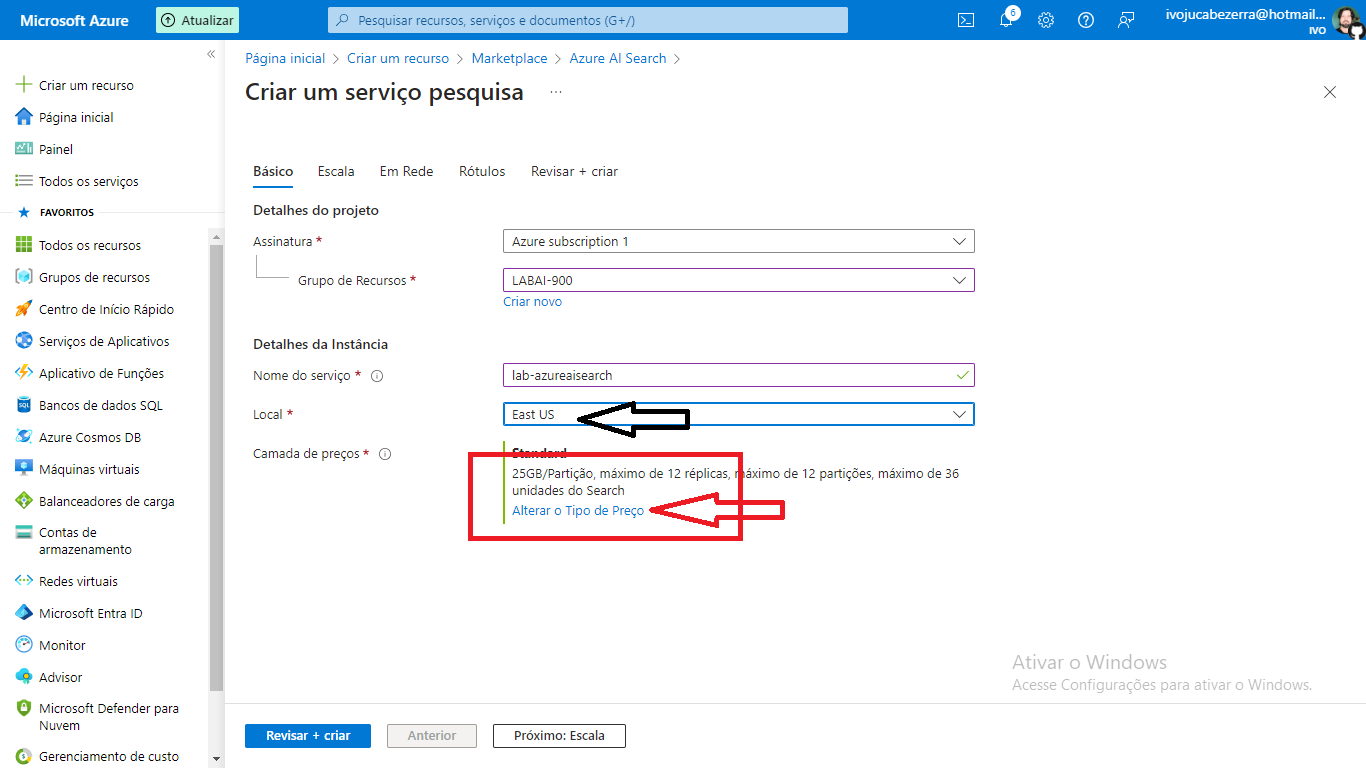 Microsoft Azure
Atualizar
Pesquisar recursos, serviços e documentos (G+/)
6
ivojucabezerra@hotmail...
IVO
«
Criar um recurso
Página inicial
Painel
Todos os serviços
FAVORITOS
Todos os recursos
Grupos de recursos
Centro de Início Rápido
Serviços de Aplicativos
Aplicativo de Funções
Bancos de dados SQL
Azure Cosmos DB
Máquinas virtuais
Balanceadores de carga
Contas de
armazenamento
Redes virtuais
Microsoft Entra ID
Monitor
Advisor
Microsoft Defender para
Nuvem
Gerenciamento de custo
Página inicial > Criar um recurso > Marketplace > Azure AI Search >
Criar um serviço pesquisa ...
Básico Escala Em Rede Rótulos Revisar + criar
Detalhes do projeto
Assinatura * Azure subscription 1
Grupo de Recursos * LABAI-900
Criar novo
Detalhes da Instância
Nome do serviço * lab-azureaisearch
Local * East US
Camada de preços * Standard
25GB/Partição, máximo de 12 réplicas, máximo de 12 partições, máximo de 36
unidades do Search
Alterar o Tipo de Preço
Ativar o Windows
Acesse Configurações para ativar o Windows.
Revisar + criar Anterior Próximo: Escala